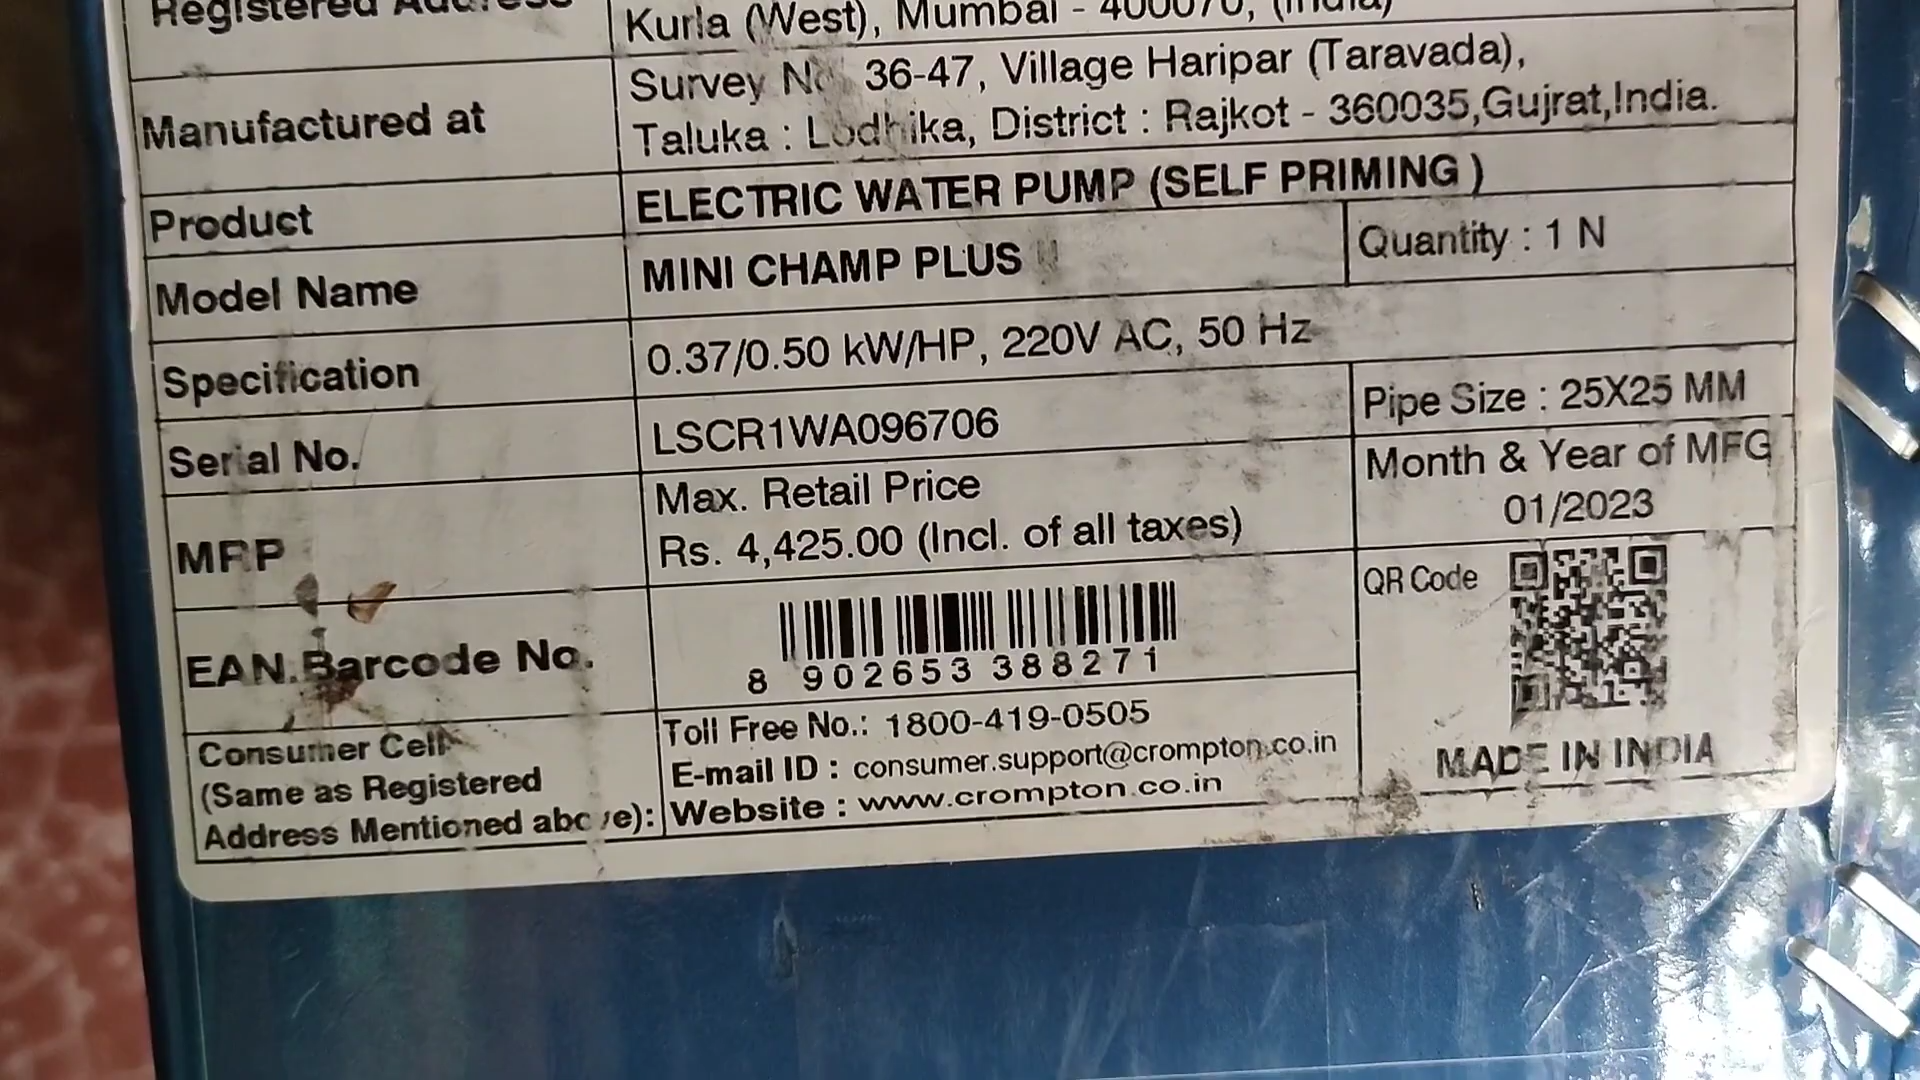 Registered Address
Kurla (West), Mumbai - 400070, (India)
Manufactured at
Survey No 36-47, Village Haripar (Taravada),
Taluka : Lodhika, District : Rajkot - 360035,Gujrat,India.
Product
ELECTRIC WATER PUMP (SELF PRIMING )
Model Name
MINI CHAMP PLUS
Quantity : 1 N
Specification
0.37/0.50 kW/HP, 220V AC, 50 Hz
Serial No.
LSCR1WA096706
Pipe Size : 25X25 MM
MRP
Max. Retail Price
Rs. 4,425.00 (Incl. of all taxes)
Month & Year of MFG
01/2023
EAN.Barcode No.
8 902653 388271
QR Code
MADE IN INDIA
Consumer Cell
(Same as Registered
Address Mentioned above):
Toll Free No.: 1800-419-0505
E-mail ID : consumer.support@crompton.co.in
Website : www.crompton.co.in